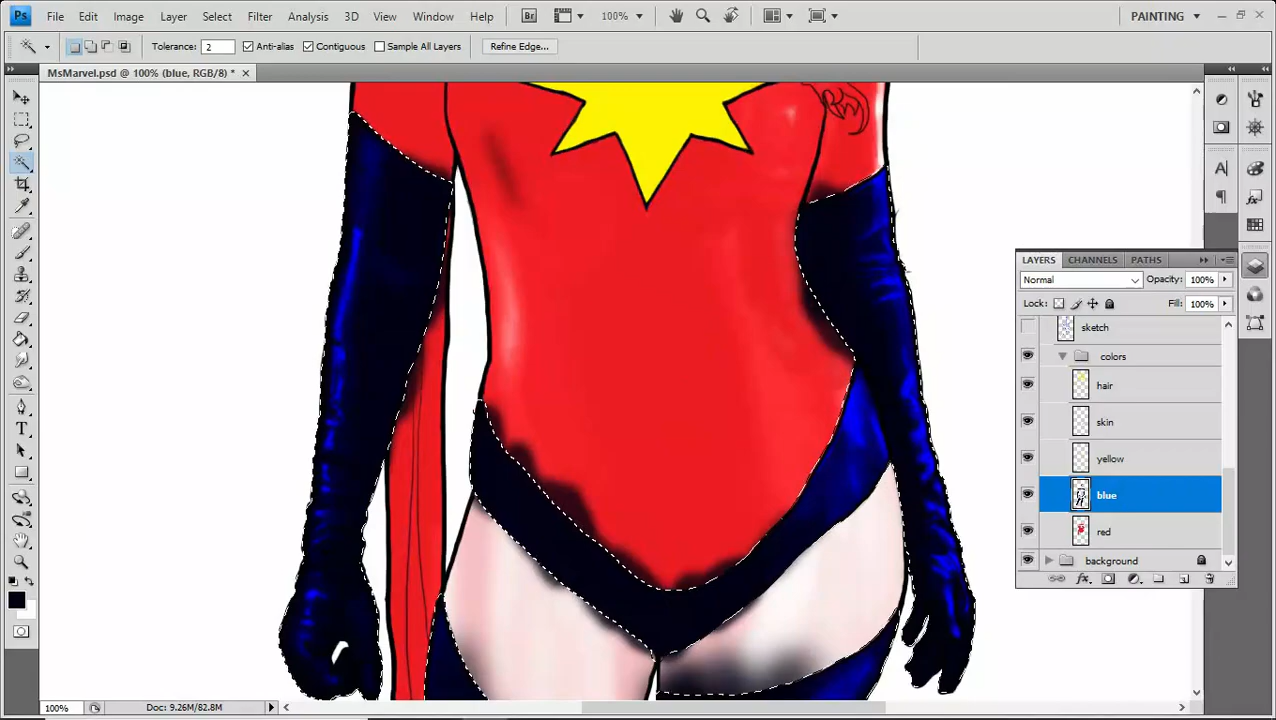 Ps File Edit Image Layer Select Filter Analysis 3D View Window Help Br 100% PAINTING
Tolerance: 2 Anti-alias Contiguous Sample All Layers Refine Edge...
MsMarvel.psd @ 100% (blue, RGB/8) *
LAYERS CHANNELS PATHS
Normal Opacity: 100%
Lock: Fill: 100%
sketch
colors
hair
skin
yellow
blue
red
background
100% Doc: 9.26M/82.8M